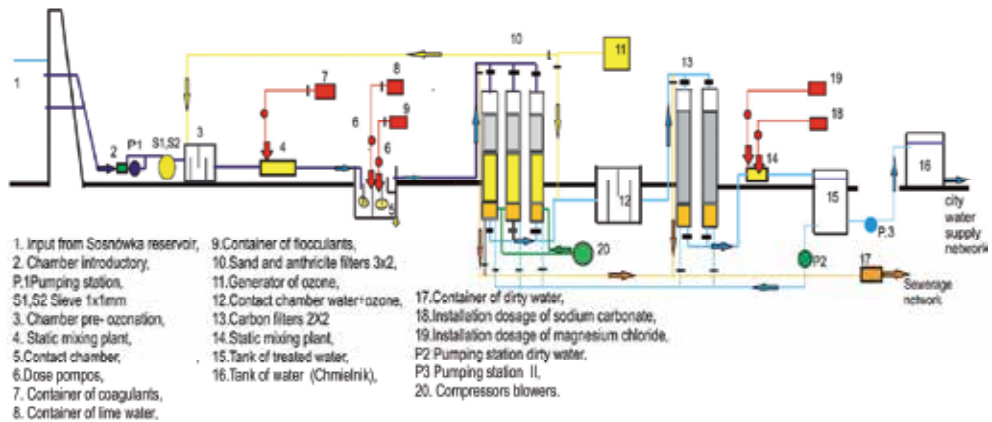 10
11
7
8
9
6
6
13
19
18
1
2
P1
S1,S2
3
4
5
12
14
15
16
20
P2
P.3
17
city
water
supply
network
Sewerage
network
1. Input from Sosnówka reservoir,
2. Chamber introductory,
P.1Pumping station,
S1,S2 Sieve 1x1mm
3. Chamber pre- ozonation,
4. Static mixing plant,
5.Contact chamber,
6.Dose pompos,
7. Container of coagulants,
8. Container of lime water,
9.Container of flocculants,
10.Sand and anthricite filters 3x2,
11.Generator of ozone,
12.Contact chamber water+ozone,
13.Carbon filters 2X2
14.Static mixing plant,
15.Tank of treated water,
16.Tank of water (Chmielnik),
17.Container of dirty water,
18.Installation dosage of sodium carbonate,
19.Installation dosage of magnesium chloride,
P2 Pumping station dirty water.
P3 Pumping station II,
20. Compressors blowers.